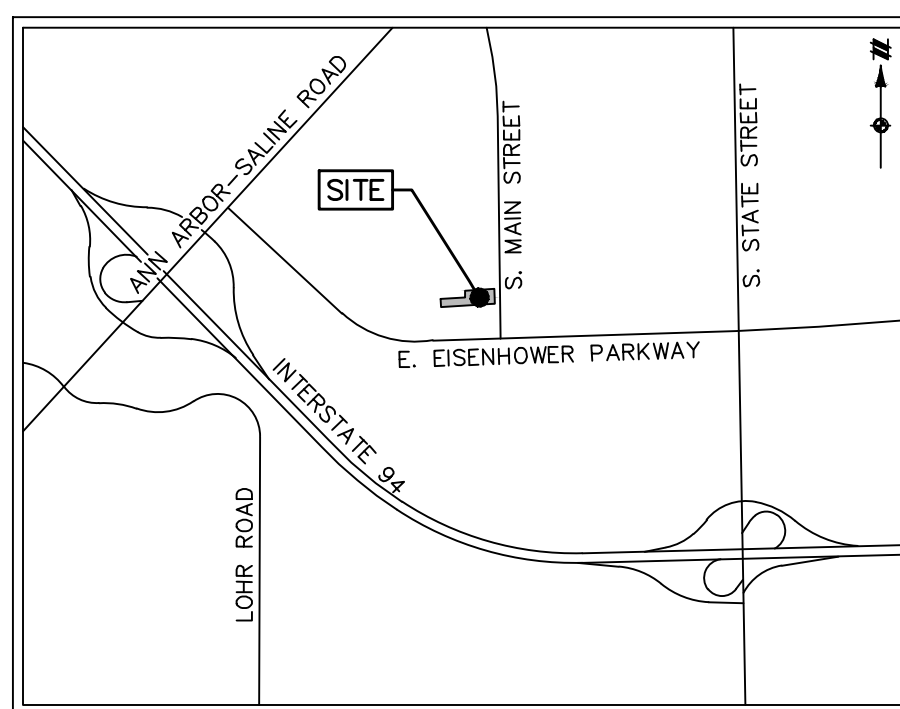 ANN ARBOR-SALINE ROAD
SITE
S. MAIN STREET
S. STATE STREET
N
E. EISENHOWER PARKWAY
INTERSTATE 94
LOHR ROAD